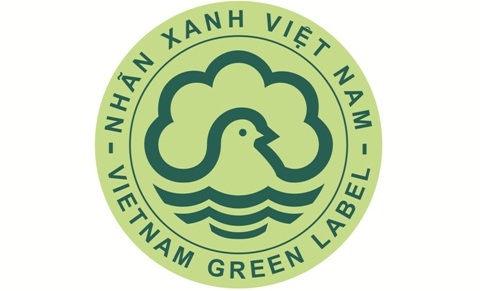 - NHÃN XANH VIỆT NAM -
VIETNAM GREEN LABEL